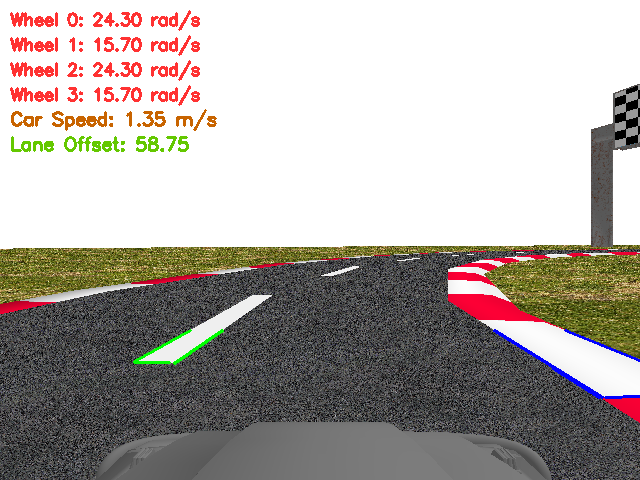 Wheel 0: 24.30 rad/s
Wheel 1: 15.70 rad/s
Wheel 2: 24.30 rad/s
Wheel 3: 15.70 rad/s
Car Speed: 1.35 m/s
Lane Offset: 58.75